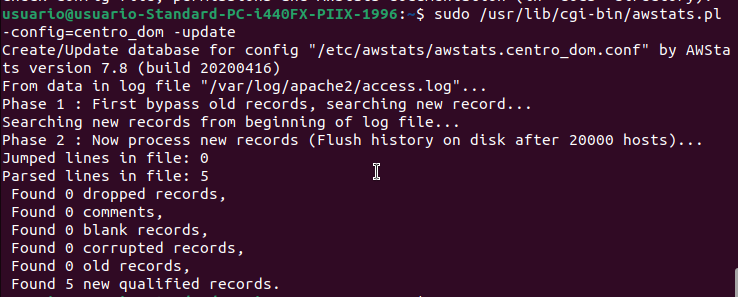 usuario@usuario-Standard-PC-i440FX-PIIX-1996:~$ sudo /usr/lib/cgi-bin/awstats.pl
-config=centro_dom -update
Create/Update database for config "/etc/awstats/awstats.centro_dom.conf" by AWSta
ts version 7.8 (build 20200416)
From data in log file "/var/log/apache2/access.log"...
Phase 1 : First bypass old records, searching new record...
Searching new records from beginning of log file...
Phase 2 : Now process new records (Flush history on disk after 20000 hosts)...
Jumped lines in file: 0
Parsed lines in file: 5
 Found 0 dropped records,
 Found 0 comments,
 Found 0 blank records,
 Found 0 corrupted records,
 Found 0 old records,
 Found 5 new qualified records.